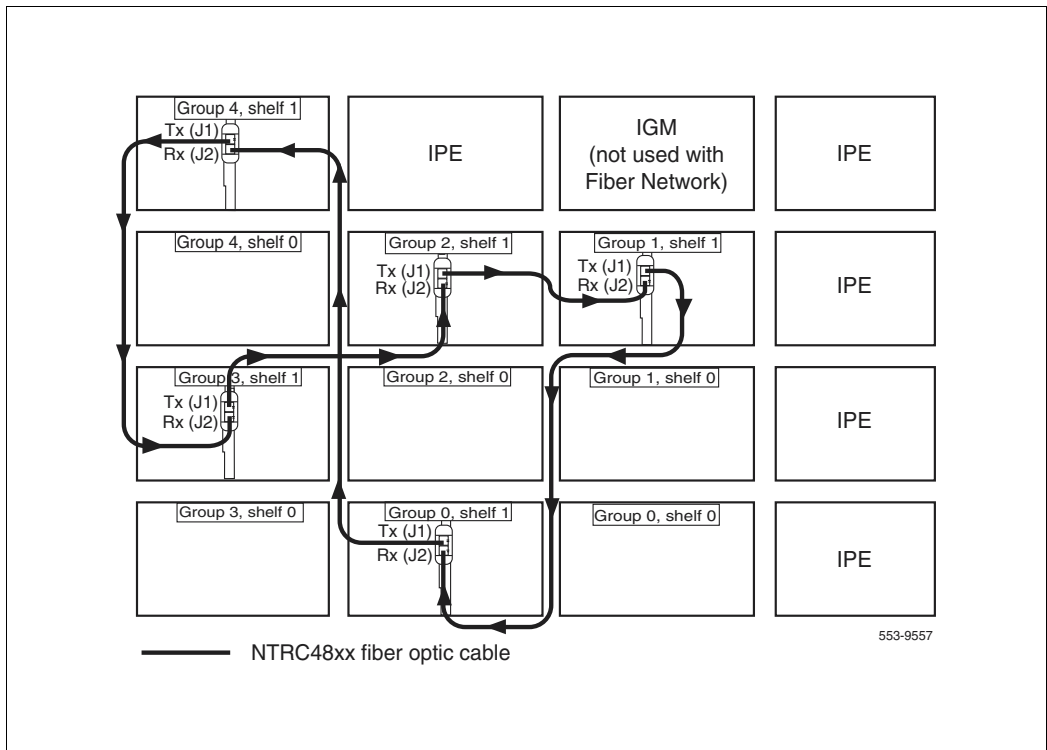 Group 4, shelf 1
Tx (J1)
Rx (J2)
IPE
IGM
(not used with
Fiber Network)
IPE
Group 4, shelf 0
Group 2, shelf 1
Tx (J1)
Rx (J2)
Group 1, shelf 1
Tx (J1)
Rx (J2)
IPE
Group 3, shelf 1
Tx (J1)
Rx (J2)
Group 2, shelf 0
Group 1, shelf 0
IPE
Group 3, shelf 0
Group 0, shelf 1
Tx (J1)
Rx (J2)
Group 0, shelf 0
IPE
553-9557
NTRC48xx fiber optic cable